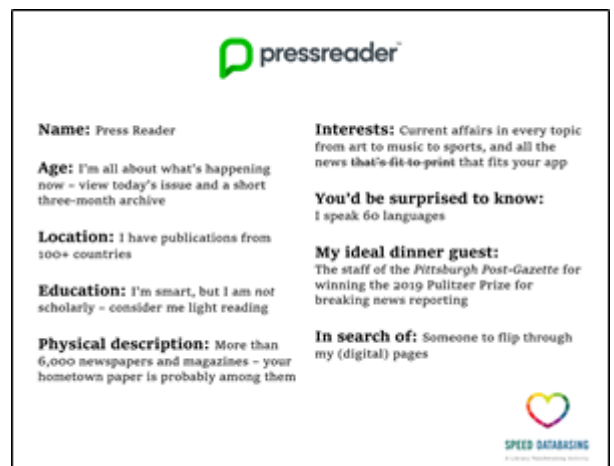 pressreader™
Name: Press Reader
Age: I'm all about what's happening
now – view today's issue and a short
three-month archive
Location: I have publications from
100+ countries
Education: I'm smart, but I am not
scholarly – consider me light reading
Physical description: More than
6,000 newspapers and magazines – your
hometown paper is probably among them
Interests: Current affairs in every topic
from art to music to sports, and all the
news that's fit to print that fits your app
You'd be surprised to know:
I speak 60 languages
My ideal dinner guest:
The staff of the Pittsburgh Post-Gazette for
winning the 2019 Pulitzer Prize for
breaking news reporting
In search of: Someone to flip through
my (digital) pages
SPEED DATABASING
A Library